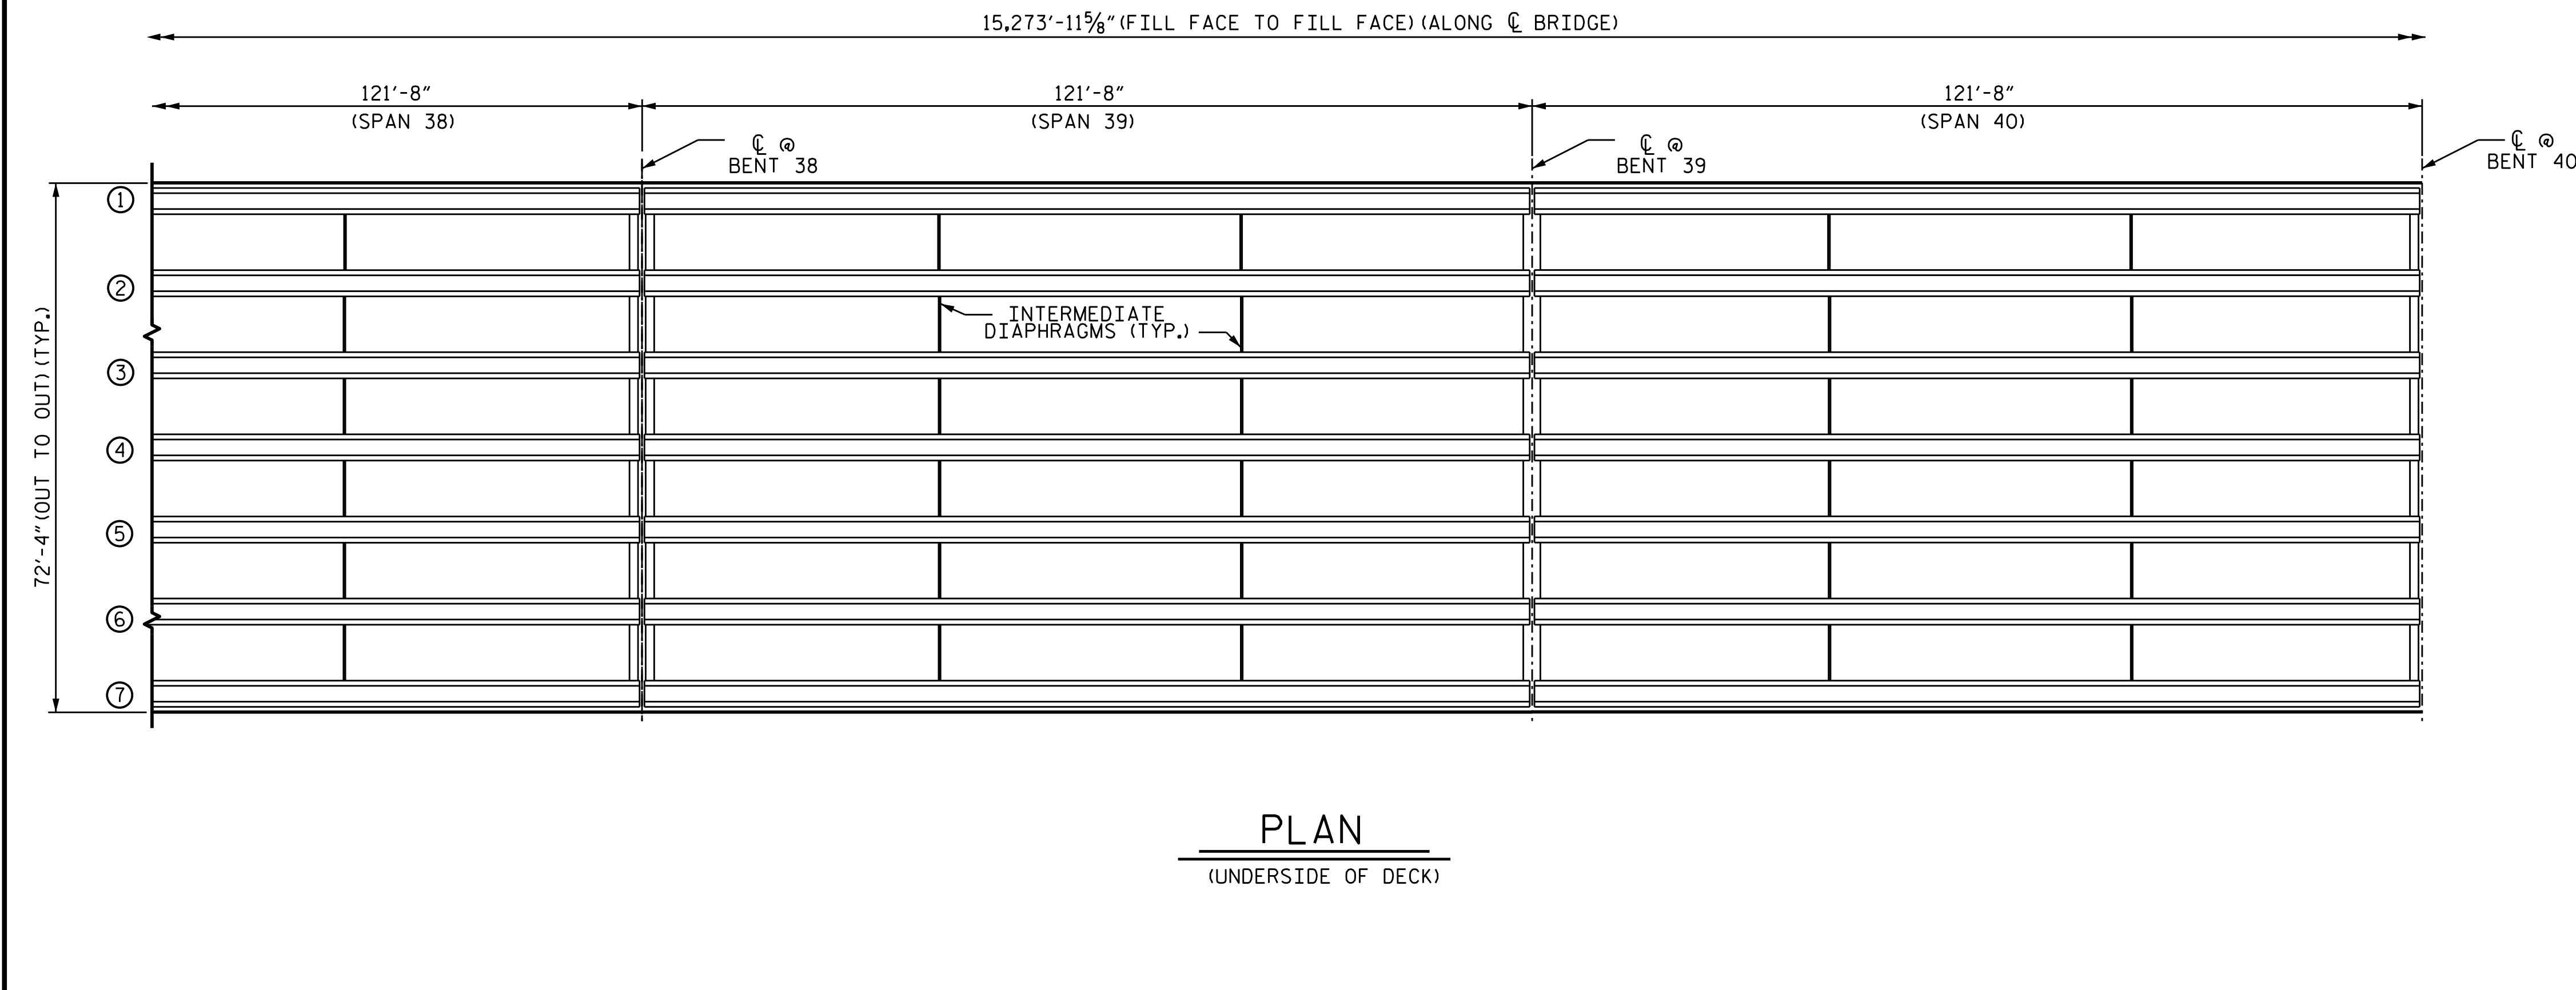 15,273'-11⅝" (FILL FACE TO FILL FACE) (ALONG ℄ BRIDGE)
121'-8"
(SPAN 38)
121'-8"
(SPAN 39)
121'-8"
(SPAN 40)
℄ @
BENT 38
℄ @
BENT 39
℄ @
BENT 40
72'-4" (OUT TO OUT) (TYP.)
1
2
3
4
5
6
7
INTERMEDIATE
DIAPHRAGMS (TYP.)
PLAN
(UNDERSIDE OF DECK)